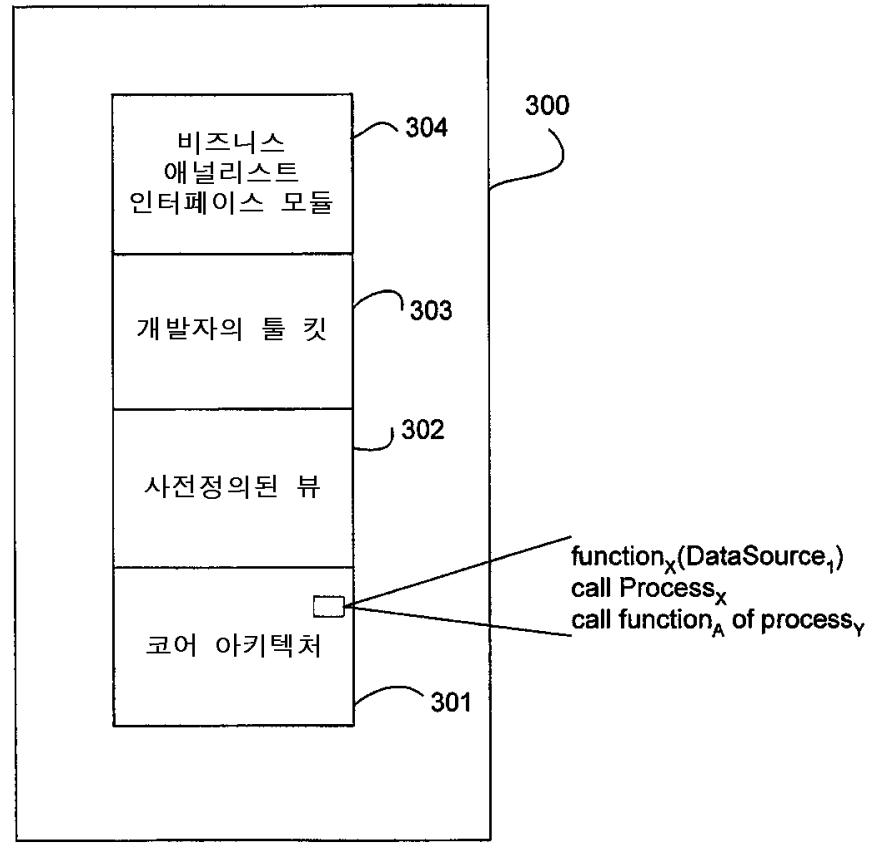 300
비즈니스
애널리스트
인터페이스 모듈
304
개발자의 툴 킷
303
사전정의된 뷰
302
코어 아키텍처
301
functionX(DataSource1)
call ProcessX
call functionA of processY